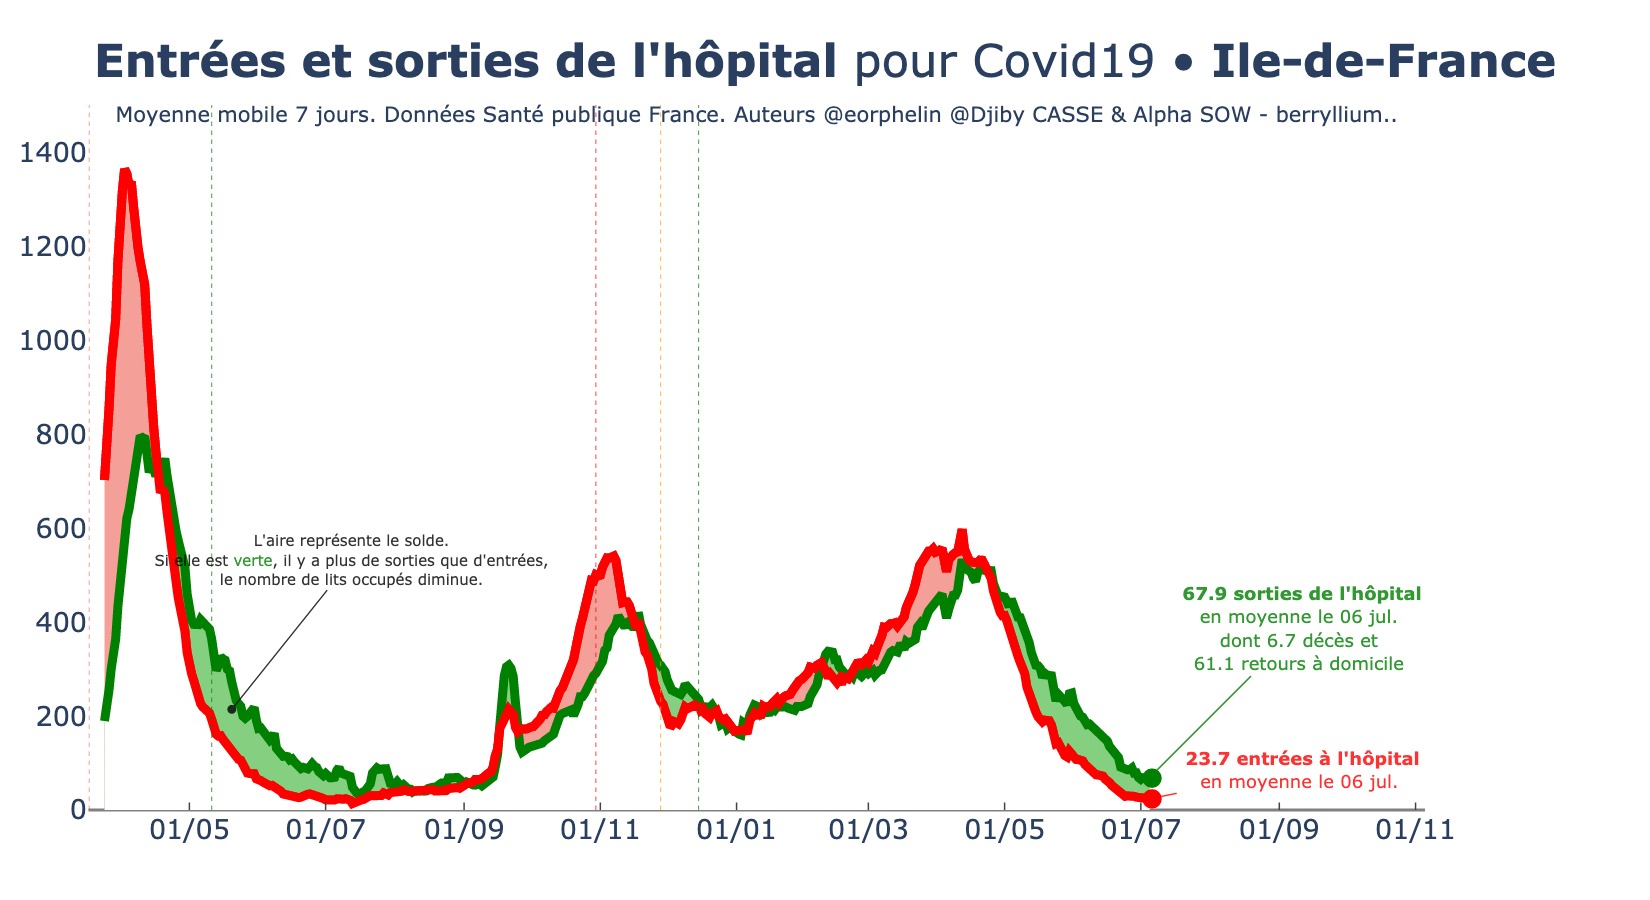 Entrées et sorties de l'hôpital pour Covid19 • Ile-de-France
Moyenne mobile 7 jours. Données Santé publique France. Auteurs @eorphelin @Djiby CASSE & Alpha SOW - berryllium..
1400
1200
1000
800
600
400
200
0
L'aire représente le solde.
Si elle est verte, il y a plus de sorties que d'entrées,
le nombre de lits occupés diminue.
67.9 sorties de l'hôpital
en moyenne le 06 jul.
dont 6.7 décès et
61.1 retours à domicile
23.7 entrées à l'hôpital
en moyenne le 06 jul.
01/05 01/07 01/09 01/11 01/01 01/03 01/05 01/07 01/09 01/11